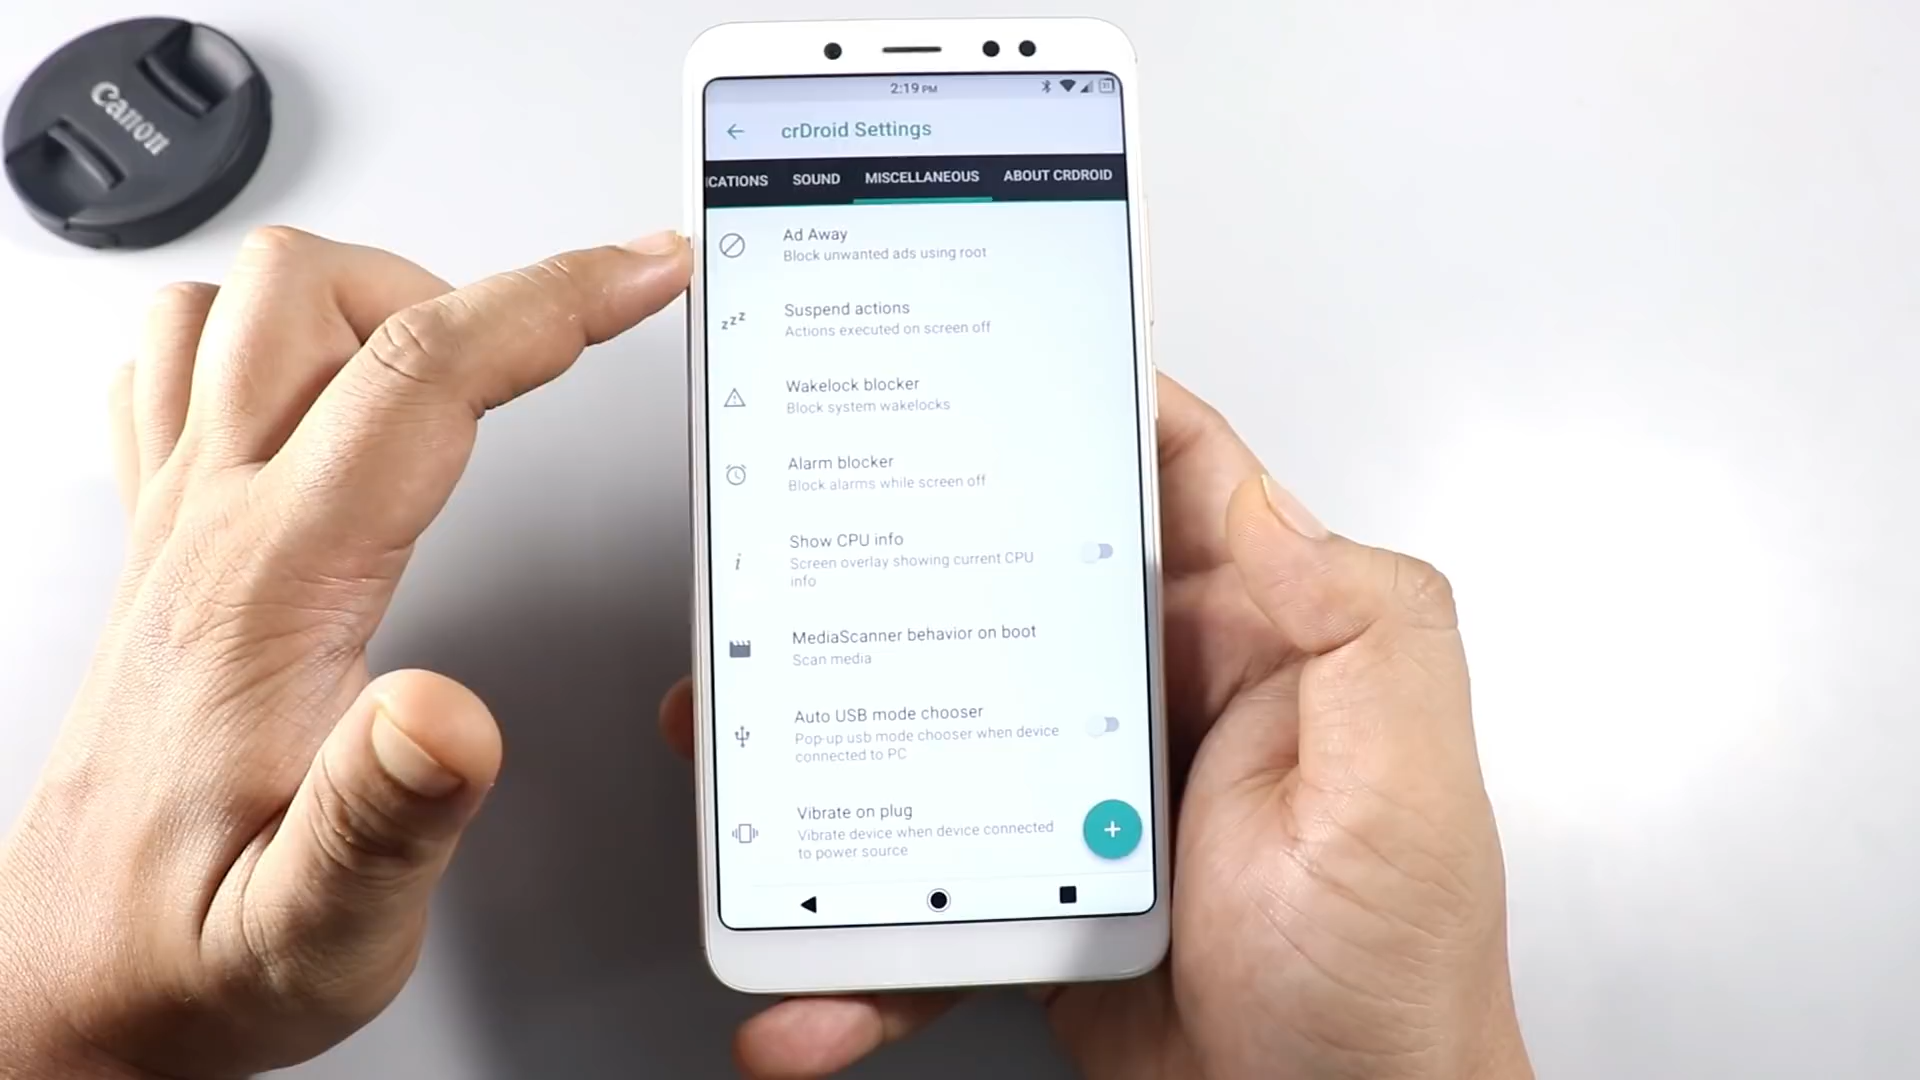 Canon
2:19 PM
crDroid Settings
ICATIONS SOUND MISCELLANEOUS ABOUT CRDROID
Ad Away
Block unwanted ads using root
Suspend actions
Actions executed on screen off
Wakelock blocker
Block system wakelocks
Alarm blocker
Block alarms while screen off
Show CPU info
Screen overlay showing current CPU
info
MediaScanner behavior on boot
Scan media
Auto USB mode chooser
Pop-up usb mode chooser when device
connected to PC
Vibrate on plug
Vibrate device when device connected
to power source